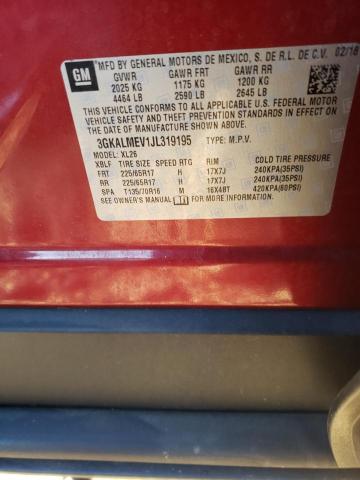 GM
MFD BY GENERAL MOTORS DE MEXICO, S. DE R.L. DE C.V. 02/18
GVWR GAWR FRT GAWR RR
2025 KG 1175 KG 1200 KG
4464 LB 2590 LB 2645 LB
THIS VEHICLE CONFORMS TO ALL APPLICABLE U.S. FEDERAL MOTOR
VEHICLE SAFETY AND THEFT PREVENTION STANDARDS IN EFFECT ON THE
DATE OF MANUFACTURE SHOWN ABOVE.
3GKALMEV1JL319195 TYPE: M.P.V.
MODEL: XL26
XBLF TIRE SIZE SPEED RTG RIM COLD TIRE PRESSURE
FRT 225/65R17 H 17X7J 240KPA(35PSI)
RR 225/65R17 H 17X7J 240KPA(35PSI)
SPA T135/70R16 M 16X4BT 420KPA(60PSI)
SEE OWNER'S MANUAL FOR MORE INFORMATION